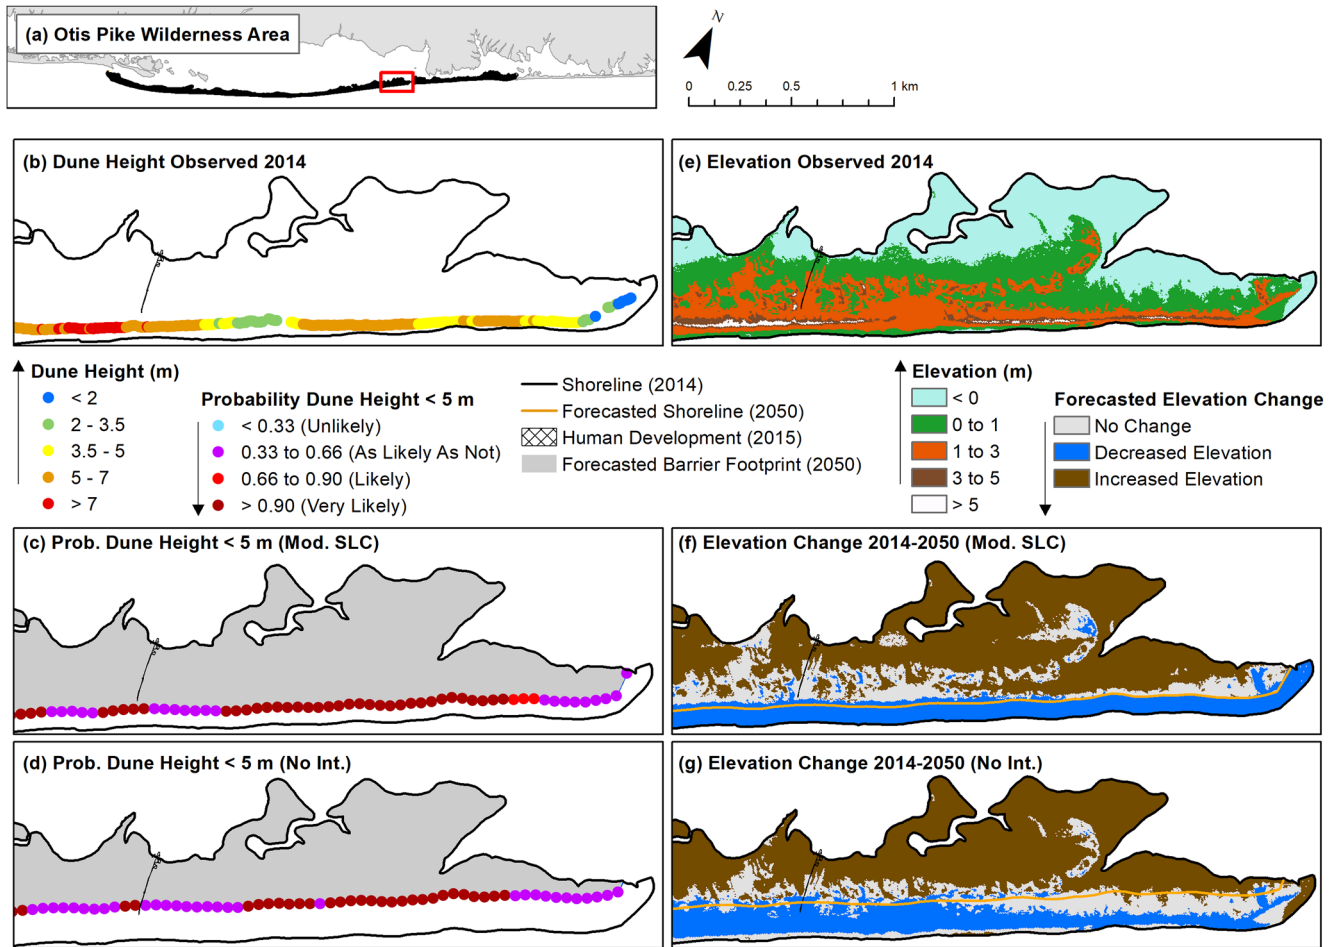 (a) Otis Pike Wilderness Area
N
0 0.25 0.5 1 km
(b) Dune Height Observed 2014
(e) Elevation Observed 2014
Dune Height (m)
< 2
2 - 3.5
3.5 - 5
5 - 7
> 7
Probability Dune Height < 5 m
< 0.33 (Unlikely)
0.33 to 0.66 (As Likely As Not)
0.66 to 0.90 (Likely)
> 0.90 (Very Likely)
Shoreline (2014)
Forecasted Shoreline (2050)
Human Development (2015)
Forecasted Barrier Footprint (2050)
Elevation (m)
< 0
0 to 1
1 to 3
3 to 5
> 5
Forecasted Elevation Change
No Change
Decreased Elevation
Increased Elevation
(c) Prob. Dune Height < 5 m (Mod. SLC)
(f) Elevation Change 2014-2050 (Mod. SLC)
(d) Prob. Dune Height < 5 m (No Int.)
(g) Elevation Change 2014-2050 (No Int.)